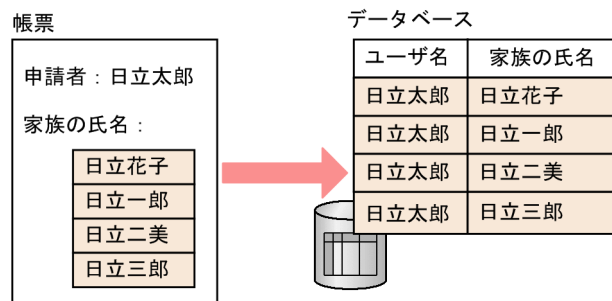 帳票
申請者：日立太郎
家族の氏名：
日立花子
日立一郎
日立二美
日立三郎
データベース
ユーザ名 家族の氏名
日立太郎 日立花子
日立太郎 日立一郎
日立太郎 日立二美
日立太郎 日立三郎